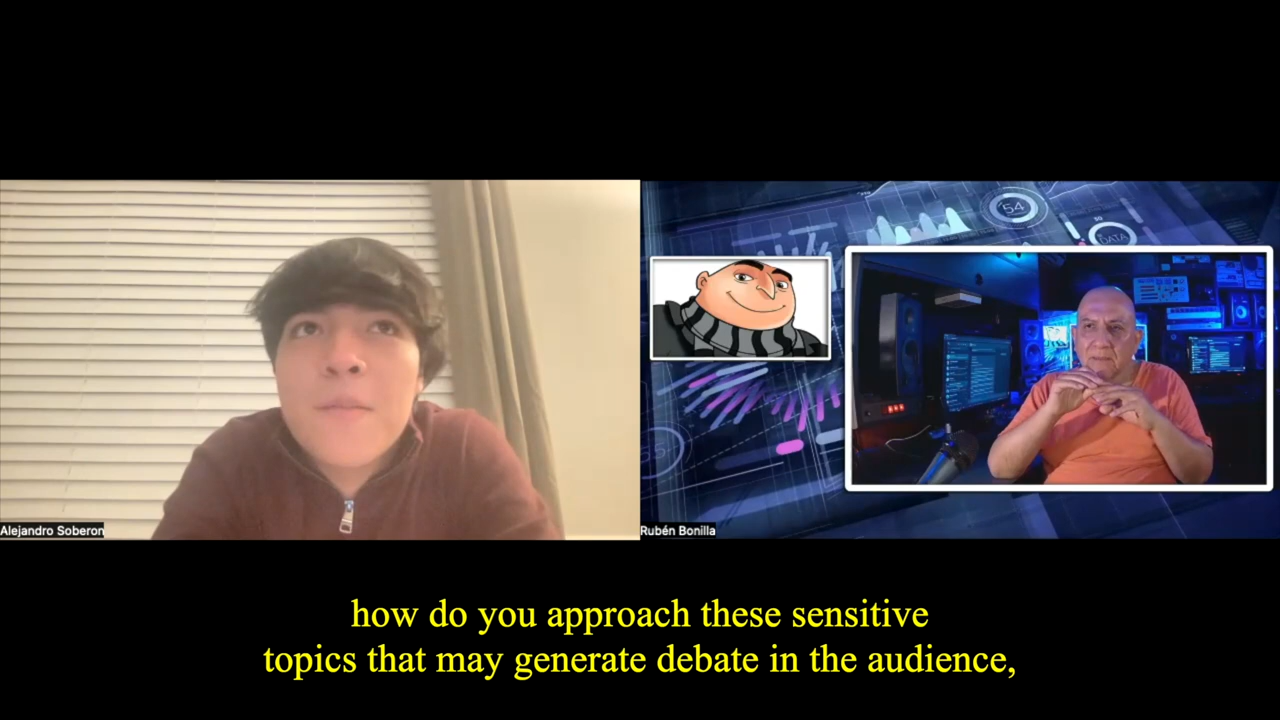 54
DATA
Alejandro Soberon
Rubén Bonilla
how do you approach these sensitive
topics that may generate debate in the audience,